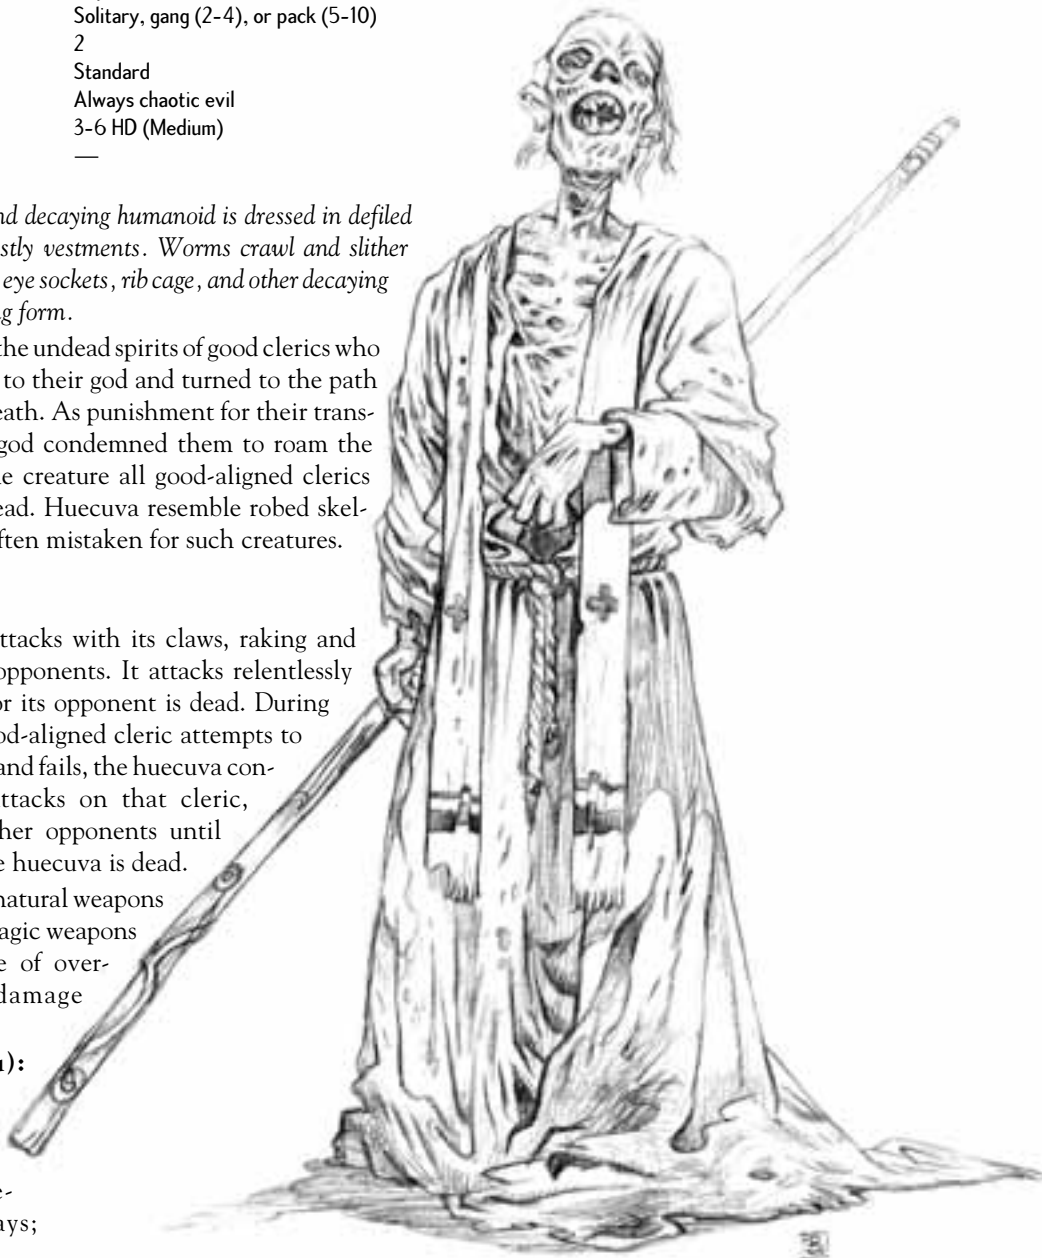 Solitary, gang (2-4), or pack (5-10)
2
Standard
Always chaotic evil
3-6 HD (Medium)
—
nd decaying humanoid is dressed in defiled
stly vestments. Worms crawl and slither
eye sockets, rib cage, and other decaying
g form.
the undead spirits of good clerics who
to their god and turned to the path
eath. As punishment for their trans-
god condemned them to roam the
e creature all good-aligned clerics
ead. Huecuva resemble robed skel-
ften mistaken for such creatures.
ttacks with its claws, raking and
opponents. It attacks relentlessly
or its opponent is dead. During
od-aligned cleric attempts to
and fails, the huecuva con-
ttacks on that cleric,
her opponents until
e huecuva is dead.
natural weapons
agic weapons
e of over-
damage
):
e-
ays;